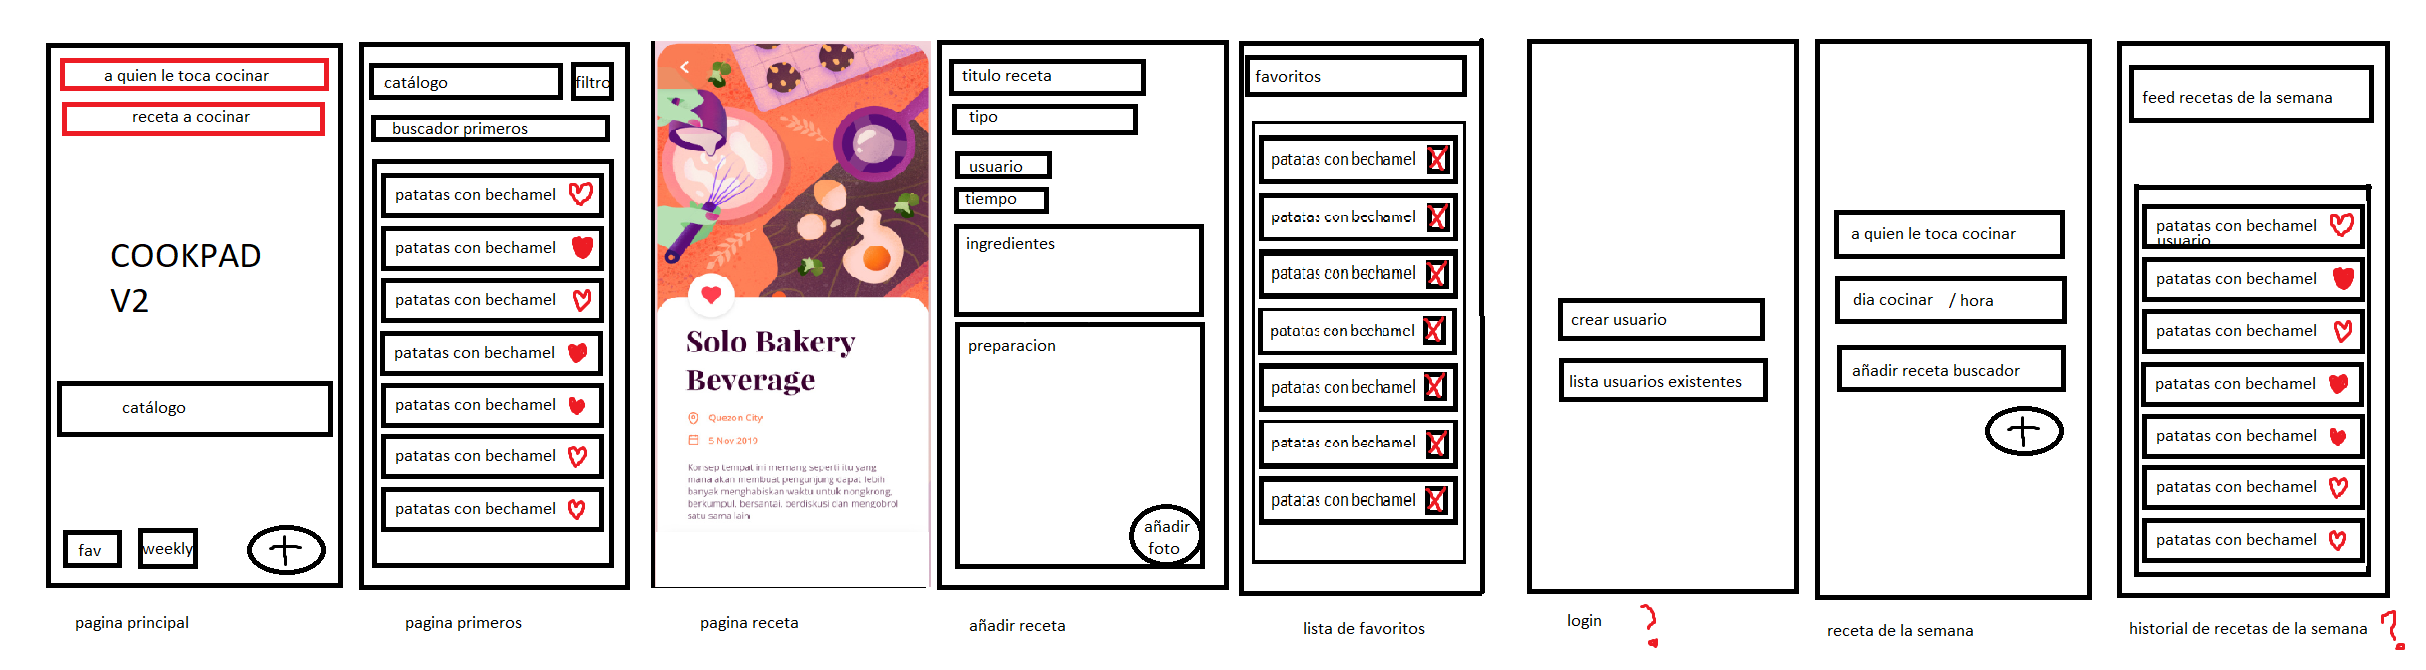 a quien le toca cocinar
receta a cocinar
COOKPAD
V2
catálogo
fav
weekly
pagina principal
catálogo
filtro
buscador primeros
patatas con bechamel
patatas con bechamel
patatas con bechamel
patatas con bechamel
patatas con bechamel
patatas con bechamel
patatas con bechamel
pagina primeros
Solo Bakery
Beverage
Quezon City
5 Nov 2019
Konsep tempat ini memang seperti itu yang
mana akan membuat pengunjung dapat lebih
banyak menghabiskan waktu untuk nongkrong,
berkumpul, bersantai, berdiskusi dan mengobrol
satu sama lain
pagina receta
titulo receta
tipo
usuario
tiempo
ingredientes
preparacion
añadir
foto
añadir receta
favoritos
patatas con bechamel
patatas con bechamel
patatas con bechamel
patatas con bechamel
patatas con bechamel
patatas con bechamel
patatas con bechamel
lista de favoritos
crear usuario
lista usuarios existentes
login ?
a quien le toca cocinar
dia cocinar / hora
añadir receta buscador
receta de la semana
feed recetas de la semana
patatas con bechamel
usuario
patatas con bechamel
patatas con bechamel
patatas con bechamel
patatas con bechamel
patatas con bechamel
patatas con bechamel
historial de recetas de la semana ?